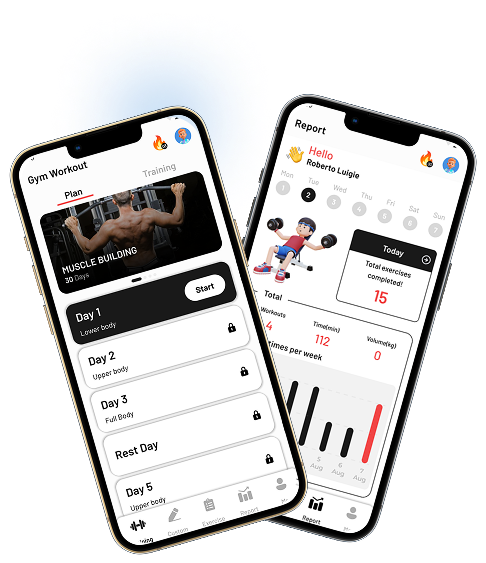 Gym Workout
Plan
Training
MUSCLE BUILDING
30 Days
Day 1
Lower body
Start
Day 2
Upper body
Day 3
Full Body
Rest Day
Day 5
Upper body
Custom
Exercise
Report
Report
Hello
Roberto Luigie
Mon Tue Wed Thu Fri Sat Sun
1 2 3 4 5 6 7
Today
Total exercises
completed!
15
Total
Workouts
4
Time(min)
112
Volume(kg)
0
times per week
5
Aug
6
Aug
7
Aug
Report